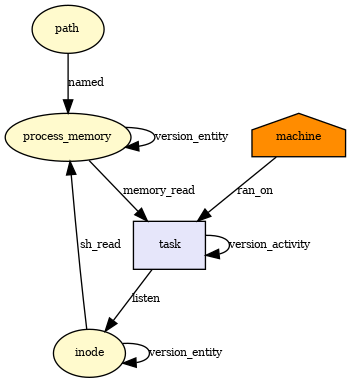 path
named
process_memory
version_entity
machine
memory_read
ran_on
sh_read
task
version_activity
listen
inode
version_entity